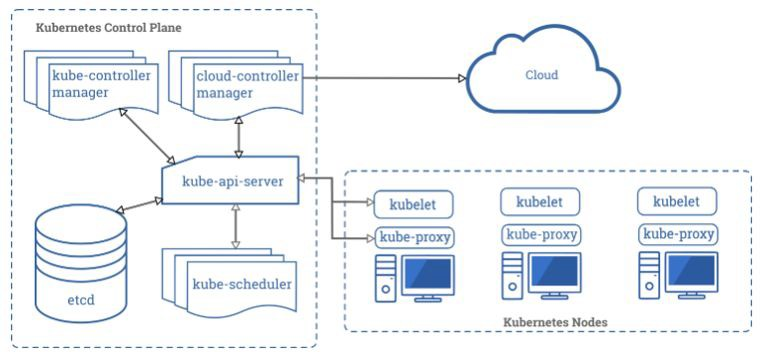 Kubernetes Control Plane
kube-controller
manager
cloud-controller
manager
Cloud
kube-api-server
kubelet
kubelet
kubelet
kube-proxy
kube-proxy
kube-proxy
etcd
kube-scheduler
Kubernetes Nodes